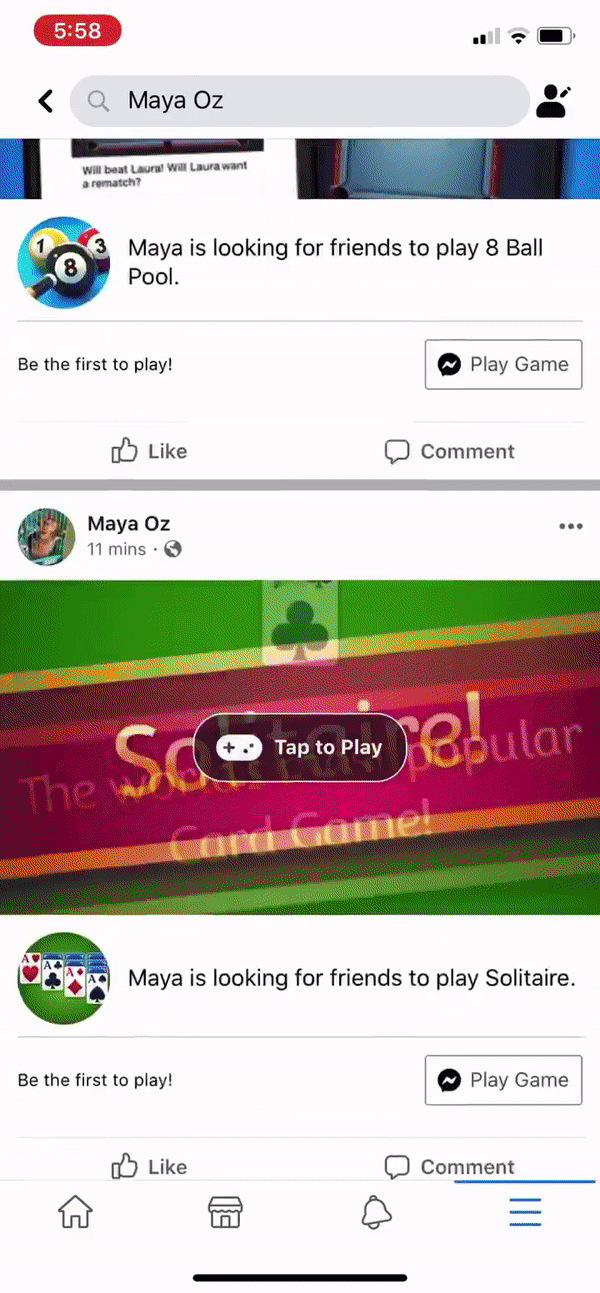 5:58
Maya Oz
Will beat Laura! Will Laura want
a rematch?
1 3
8
Maya is looking for friends to play 8 Ball
Pool.
Be the first to play!
Play Game
Like Comment
Maya Oz
11 mins ·
Solitaire!
The world popular
Card Game!
Tap to Play
A A A A
Maya is looking for friends to play Solitaire.
Be the first to play!
Play Game
Like Comment